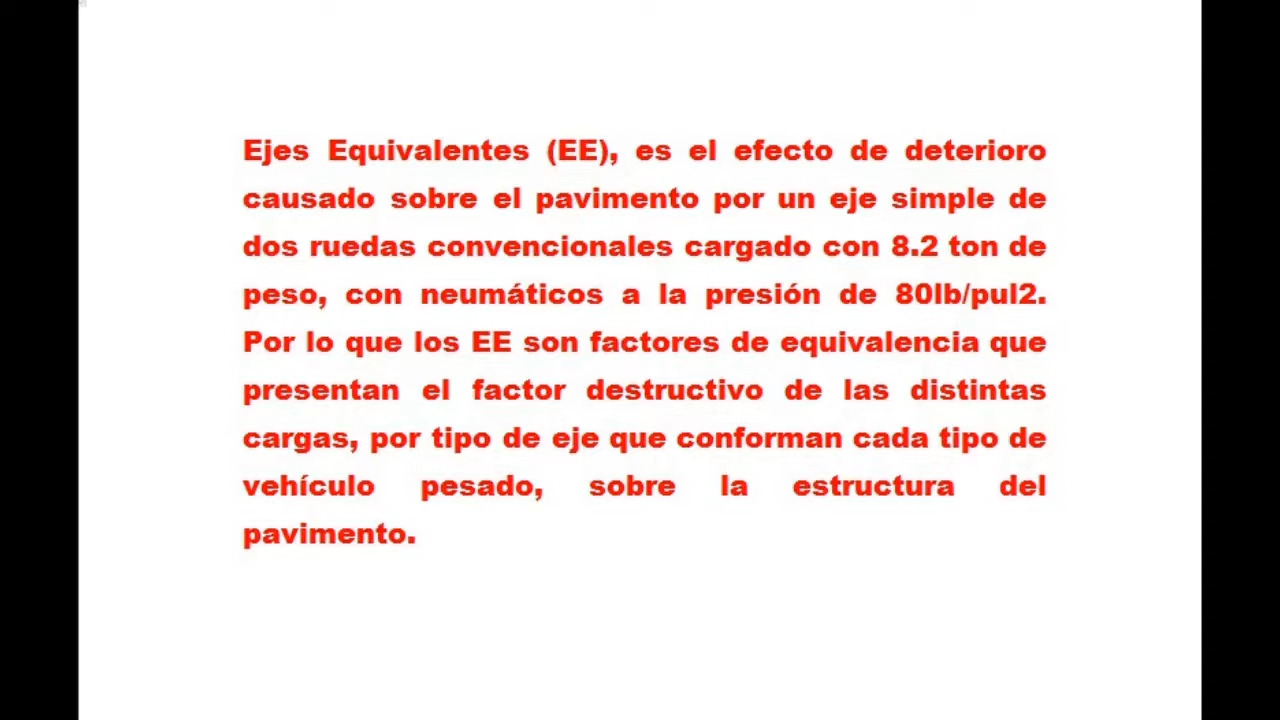 Ejes Equivalentes (EE), es el efecto de deterioro
causado sobre el pavimento por un eje simple de
dos ruedas convencionales cargado con 8.2 ton de
peso, con neumáticos a la presión de 80lb/pul2.
Por lo que los EE son factores de equivalencia que
presentan el factor destructivo de las distintas
cargas, por tipo de eje que conforman cada tipo de
vehículo pesado, sobre la estructura del
pavimento.